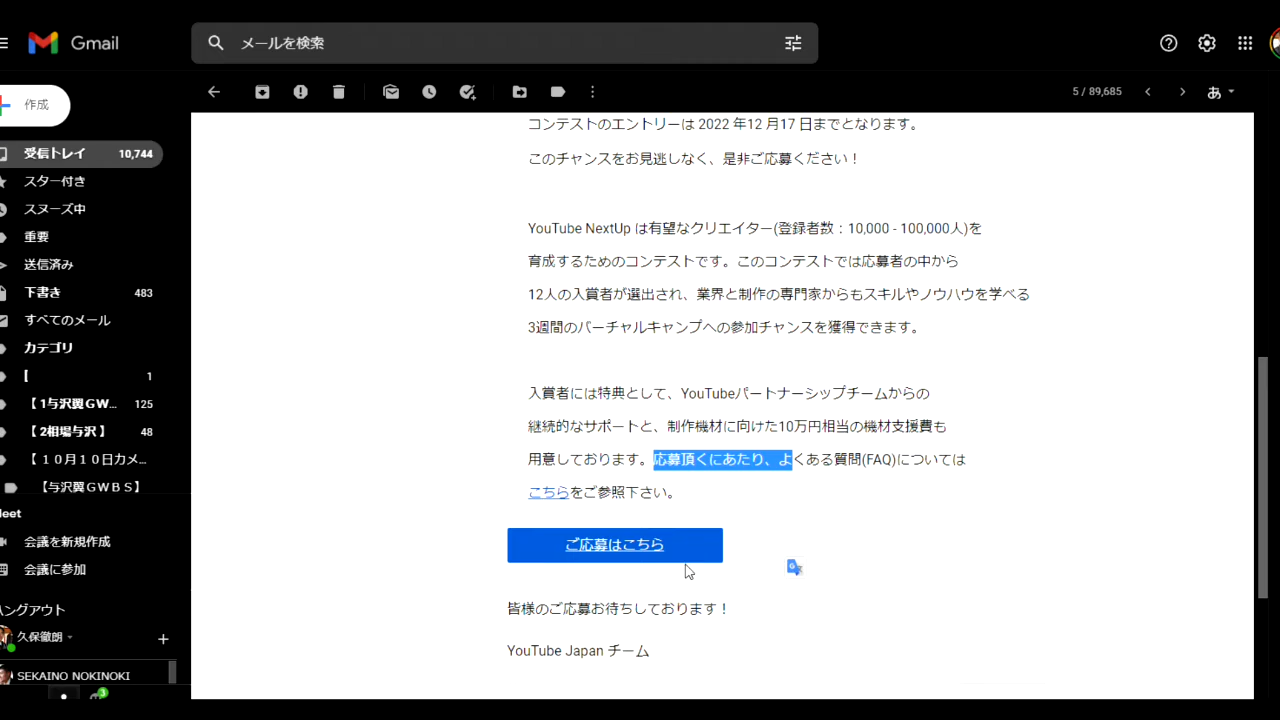 Gmail
メールを検索
作成
5 / 89,685
あ
受信トレイ 10,744
スター付き
スヌーズ中
重要
送信済み
下書き 483
すべてのメール
カテゴリ
[ 1
【 1与沢翼GW... 125
【 2相場与沢 】 48
【 １０月１０日カメ...
【与沢翼ＧＷＢＳ】
Meet
会議を新規作成
会議に参加
ハングアウト
久保徹朗
SEKAINO NOKINOKI
3
コンテストのエントリーは 2022 年12 月17 日までとなります。
このチャンスをお見逃しなく、是非ご応募ください！
YouTube NextUp は有望なクリエイター(登録者数：10,000 - 100,000人)を
育成するためのコンテストです。このコンテストでは応募者の中から
12人の入賞者が選出され、業界と制作の専門家からもスキルやノウハウを学べる
3週間のバーチャルキャンプへの参加チャンスを獲得できます。
入賞者には特典として、YouTubeパートナーシップチームからの
継続的なサポートと、制作機材に向けた10万円相当の機材支援費も
用意しております。応募頂くにあたり、よくある質問(FAQ)については
こちらをご参照下さい。
ご応募はこちら
皆様のご応募お待ちしております！
YouTube Japan チーム